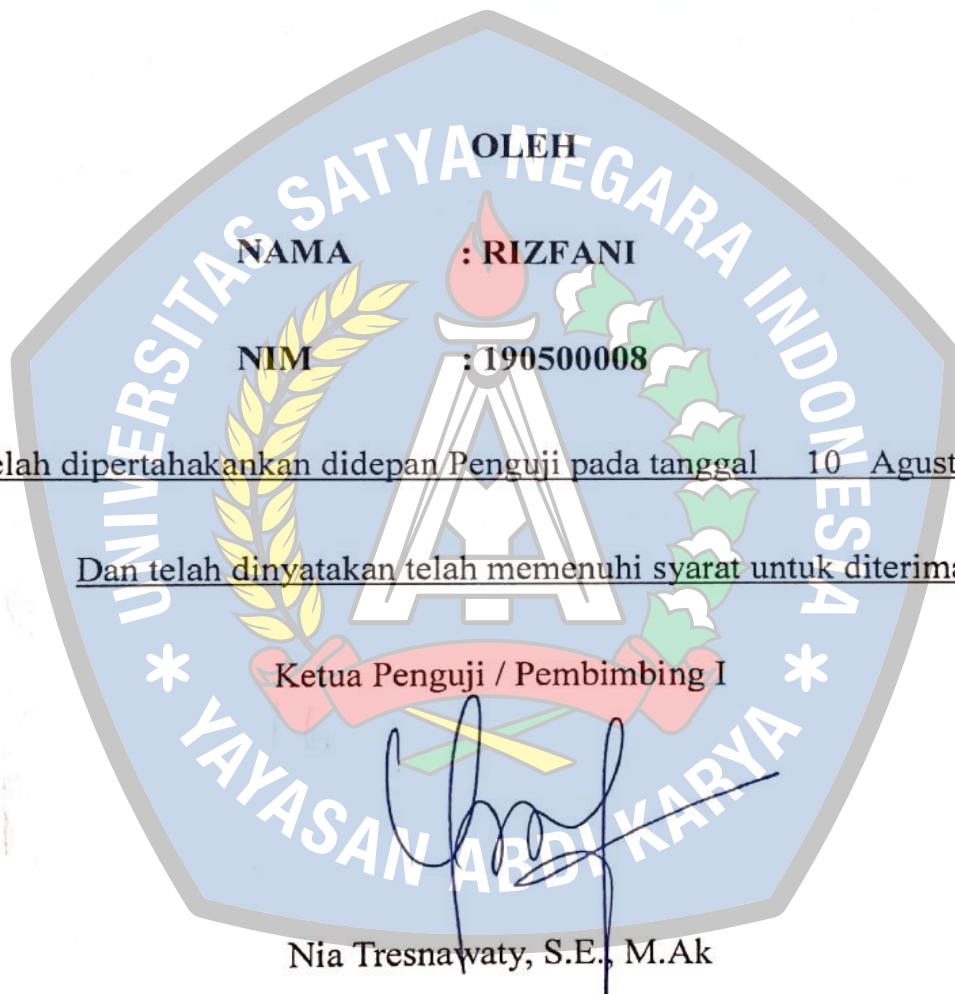 OLEH
NAMA : RIZFANI
NIM : 190500008
elah dipertahakankan didepan Penguji pada tanggal 10 Agust
Dan telah dinyatakan telah memenuhi syarat untuk diterima
Ketua Penguji / Pembimbing I
Nia Tresnawaty, S.E., M.Ak
UNIVERSITAS SATYA NEGARA INDONESIA
* YAYASAN ABDI KARYA *